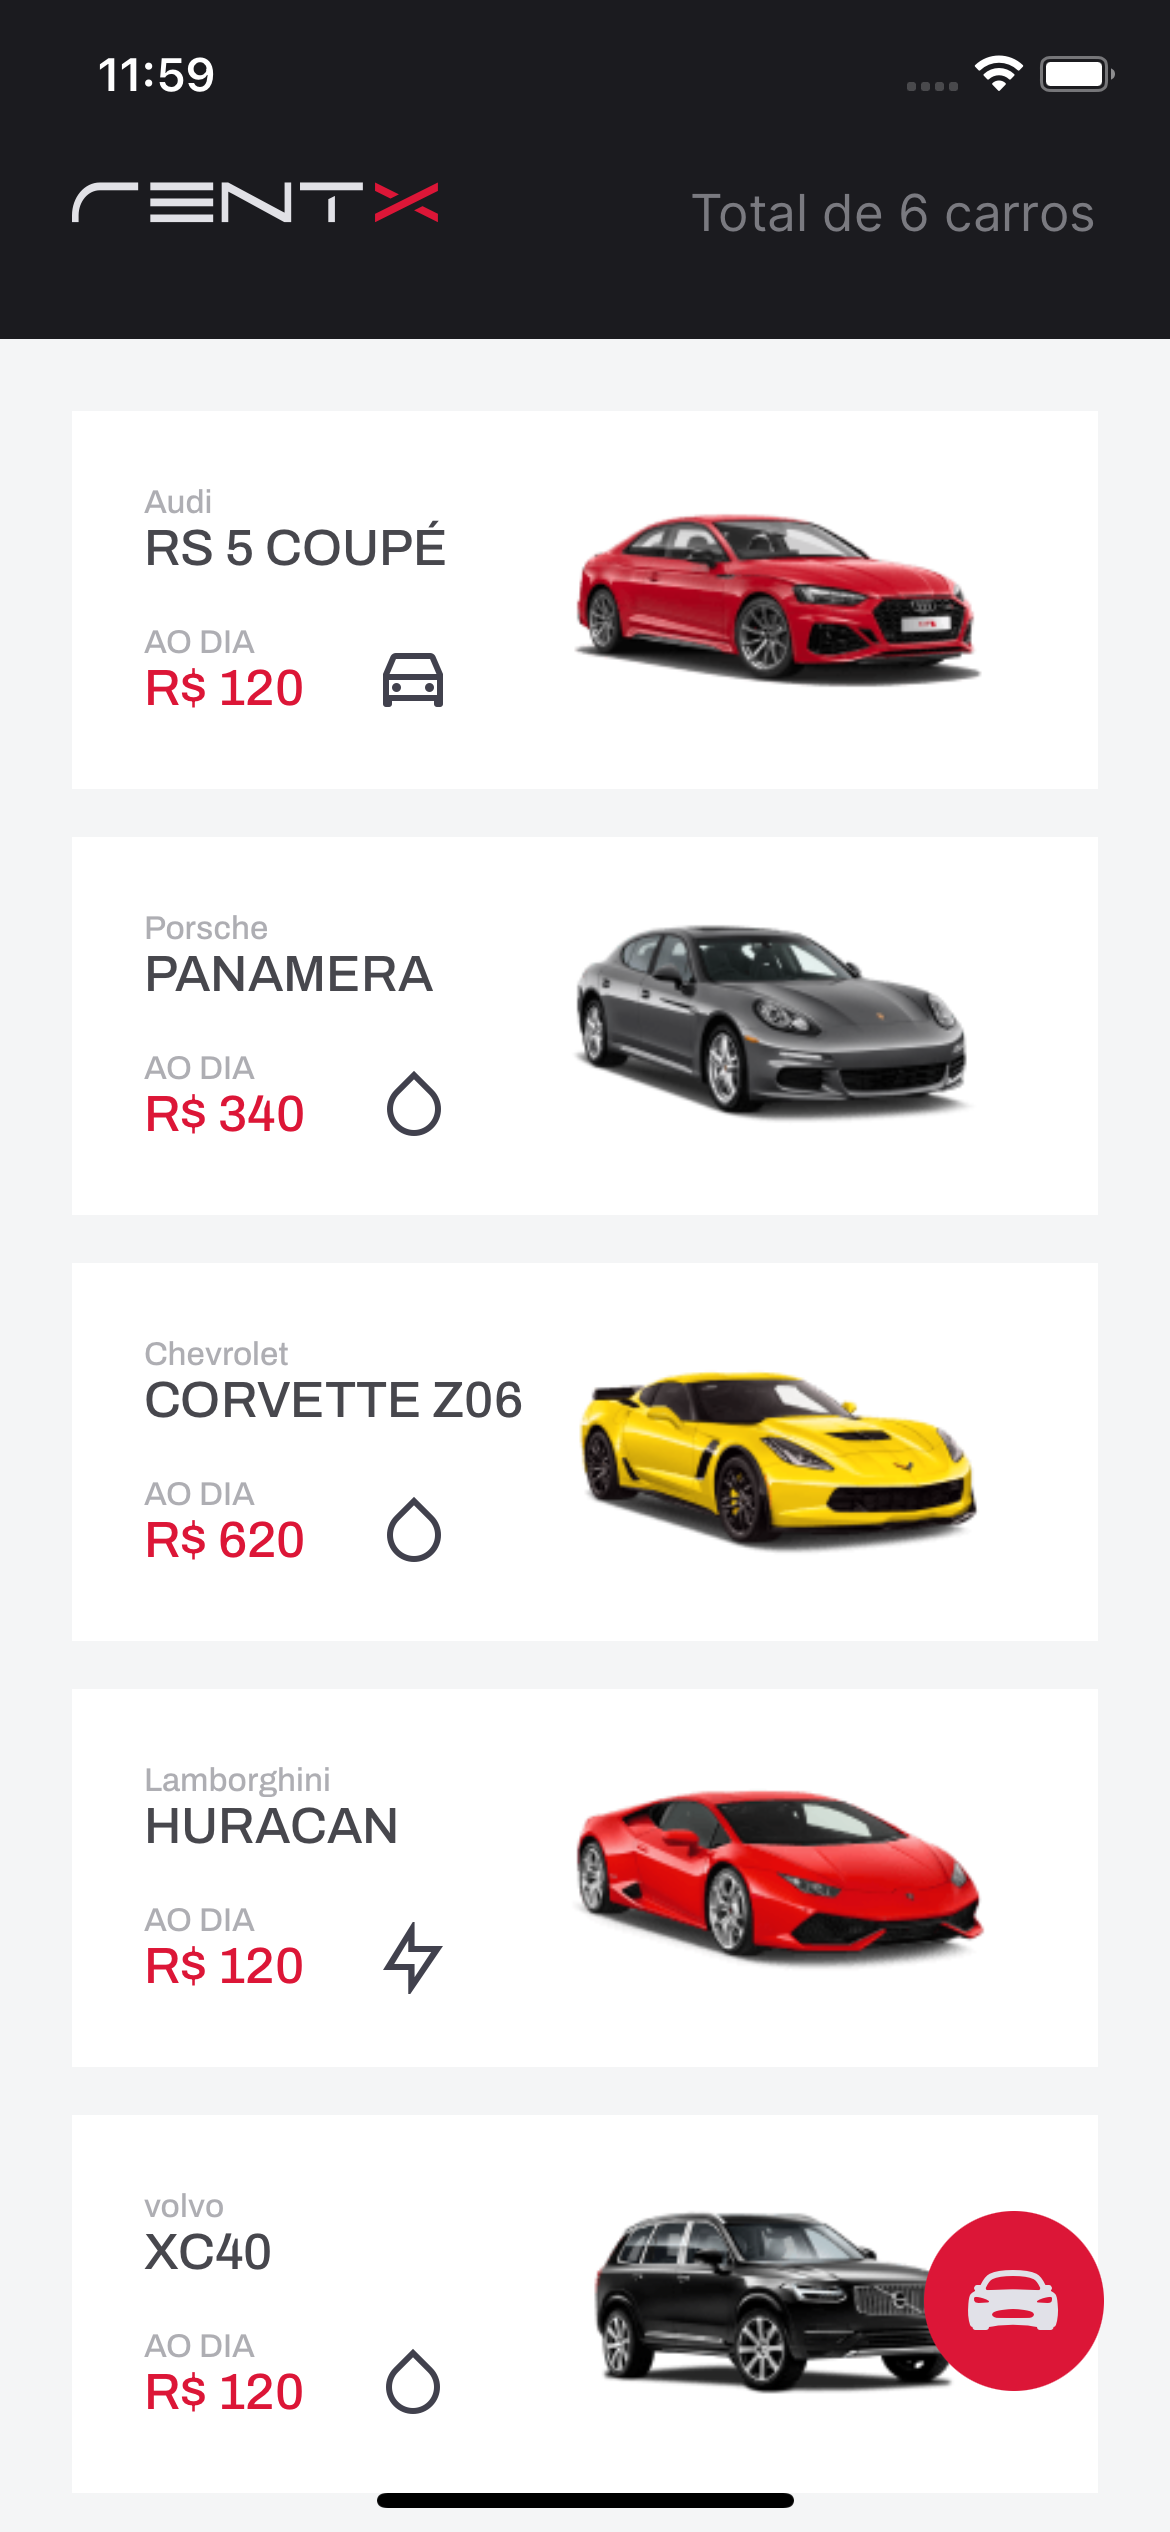 11:59
RENTX
Total de 6 carros
Audi
RS 5 COUPÉ
AO DIA
R$ 120
Porsche
PANAMERA
AO DIA
R$ 340
Chevrolet
CORVETTE Z06
AO DIA
R$ 620
Lamborghini
HURACAN
AO DIA
R$ 120
volvo
XC40
AO DIA
R$ 120